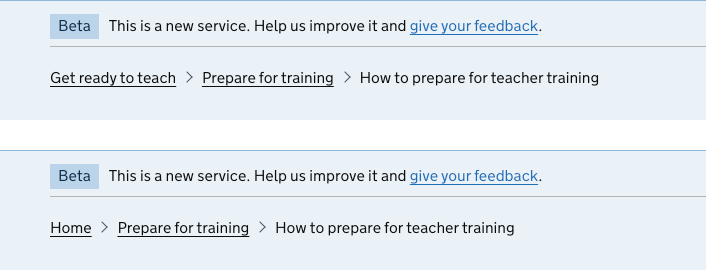 Beta This is a new service. Help us improve it and give your feedback.
Get ready to teach > Prepare for training > How to prepare for teacher training
Beta This is a new service. Help us improve it and give your feedback.
Home > Prepare for training > How to prepare for teacher training